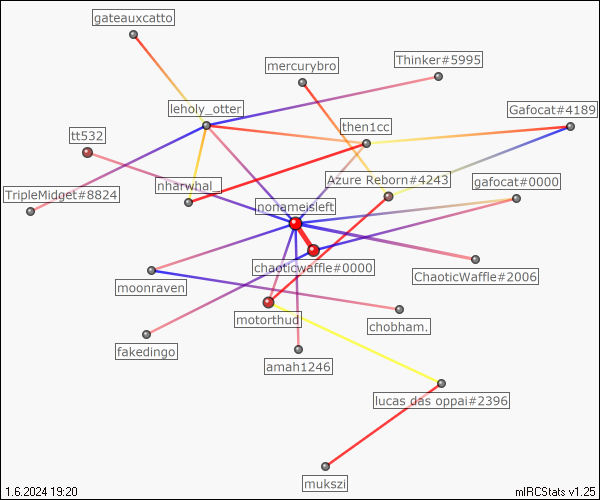 gateauxcatto
Thinker#5995
mercurybro
leholy_otter
Gafocat#4189
then1cc
tt532
Azure Reborn#4243
gafocat#0000
nharwhal_
TripleMidget#8824
nonameisleft
chaoticwaffle#0000
ChaoticWaffle#2006
moonraven
motorthud
chobham.
fakedingo
amah1246
lucas das oppai#2396
mukszi
1.6.2024 19:20
mIRCStats v1.25